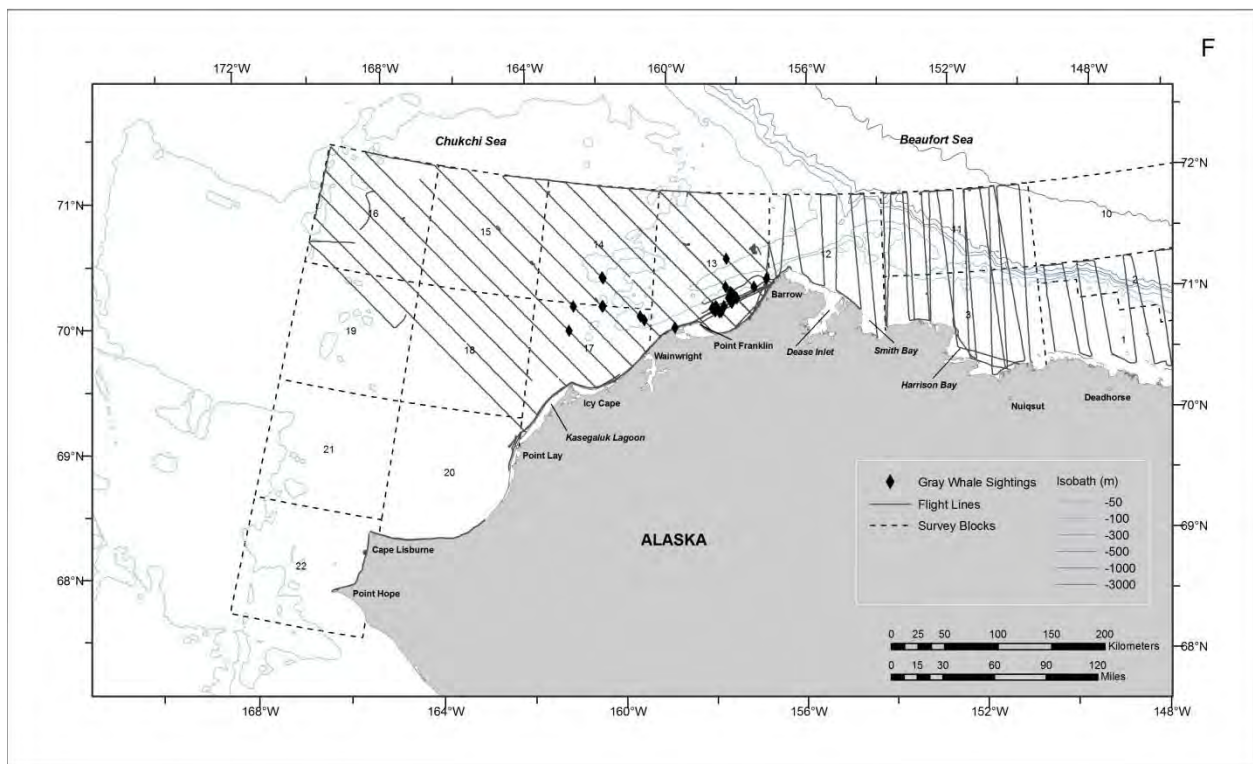 F
172°W
168°W
164°W
160°W
156°W
152°W
148°W
Chukchi Sea
Beaufort Sea
72°N
72°N
71°N
71°N
70°N
70°N
69°N
69°N
68°N
68°N
16
15
14
13
12
11
10
2
19
18
17
3
1
21
20
22
Barrow
Point Franklin
Wainwright
Dease Inlet
Smith Bay
Harrison Bay
Icy Cape
Nuiqsut
Deadhorse
Kasegaluk Lagoon
Point Lay
Cape Lisburne
Point Hope
ALASKA
Gray Whale Sightings
Flight Lines
Survey Blocks
Isobath (m)
-50
-100
-300
-500
-1000
-3000
0 25 50 100 150 200
Kilometers
0 15 30 60 90 120
Miles
168°W
164°W
160°W
156°W
152°W
148°W